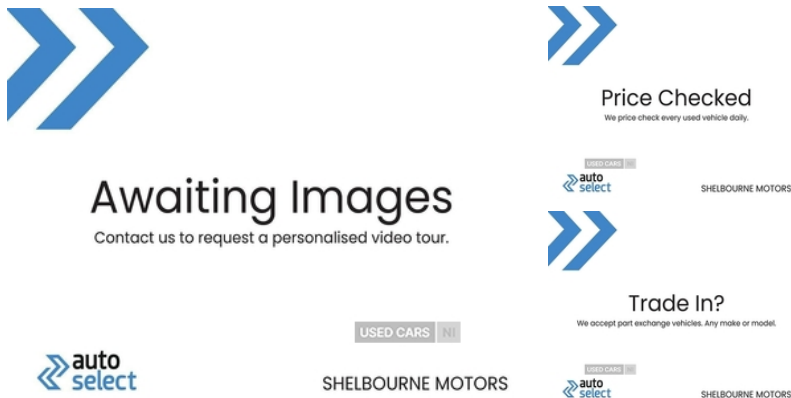 Awaiting Images
Contact us to request a personalised video tour.
USED CARS NI
auto
select
SHELBOURNE MOTORS
Price Checked
We price check every used vehicle daily.
USED CARS NI
auto
select
SHELBOURNE MOTORS
Trade In?
We accept part exchange vehicles. Any make or model.
USED CARS NI
auto
select
SHELBOURNE MOTORS